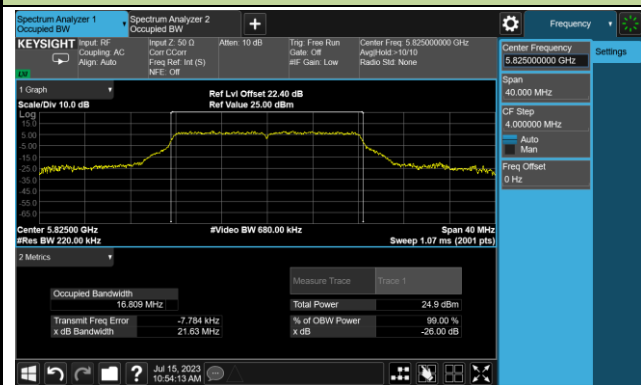 Spectrum Analyzer 1
Occupied BW
Spectrum Analyzer 2
Occupied BW
+
Frequency
KEYSIGHT
Input: RF
Coupling: AC
Align: Auto
Input Z: 50 Ω
Corr CCorr
Freq Ref: Int (S)
NFE: Off
Atten: 10 dB
Trig: Free Run
Gate: Off
#IF Gain: Low
Center Freq: 5.825000000 GHz
Avg|Hold:>10/10
Radio Std: None
Center Frequency
5.825000000 GHz
Settings
Span
40.000 MHz
CF Step
4.000000 MHz
Auto
Man
Freq Offset
0 Hz
1 Graph
Scale/Div 10.0 dB
Ref Lvl Offset 22.40 dB
Ref Value 25.00 dBm
Log
15.0
5.00
-5.00
-15.0
-25.0
-35.0
-45.0
-55.0
-65.0
Center 5.82500 GHz
#Res BW 220.00 kHz
#Video BW 680.00 kHz
Span 40 MHz
Sweep 1.07 ms (2001 pts)
2 Metrics
Measure Trace
Trace 1
Occupied Bandwidth
16.809 MHz
Total Power
24.9 dBm
Transmit Freq Error
-7.784 kHz
% of OBW Power
99.00 %
x dB Bandwidth
21.63 MHz
x dB
-26.00 dB
?
Jul 15, 2023
10:54:13 AM